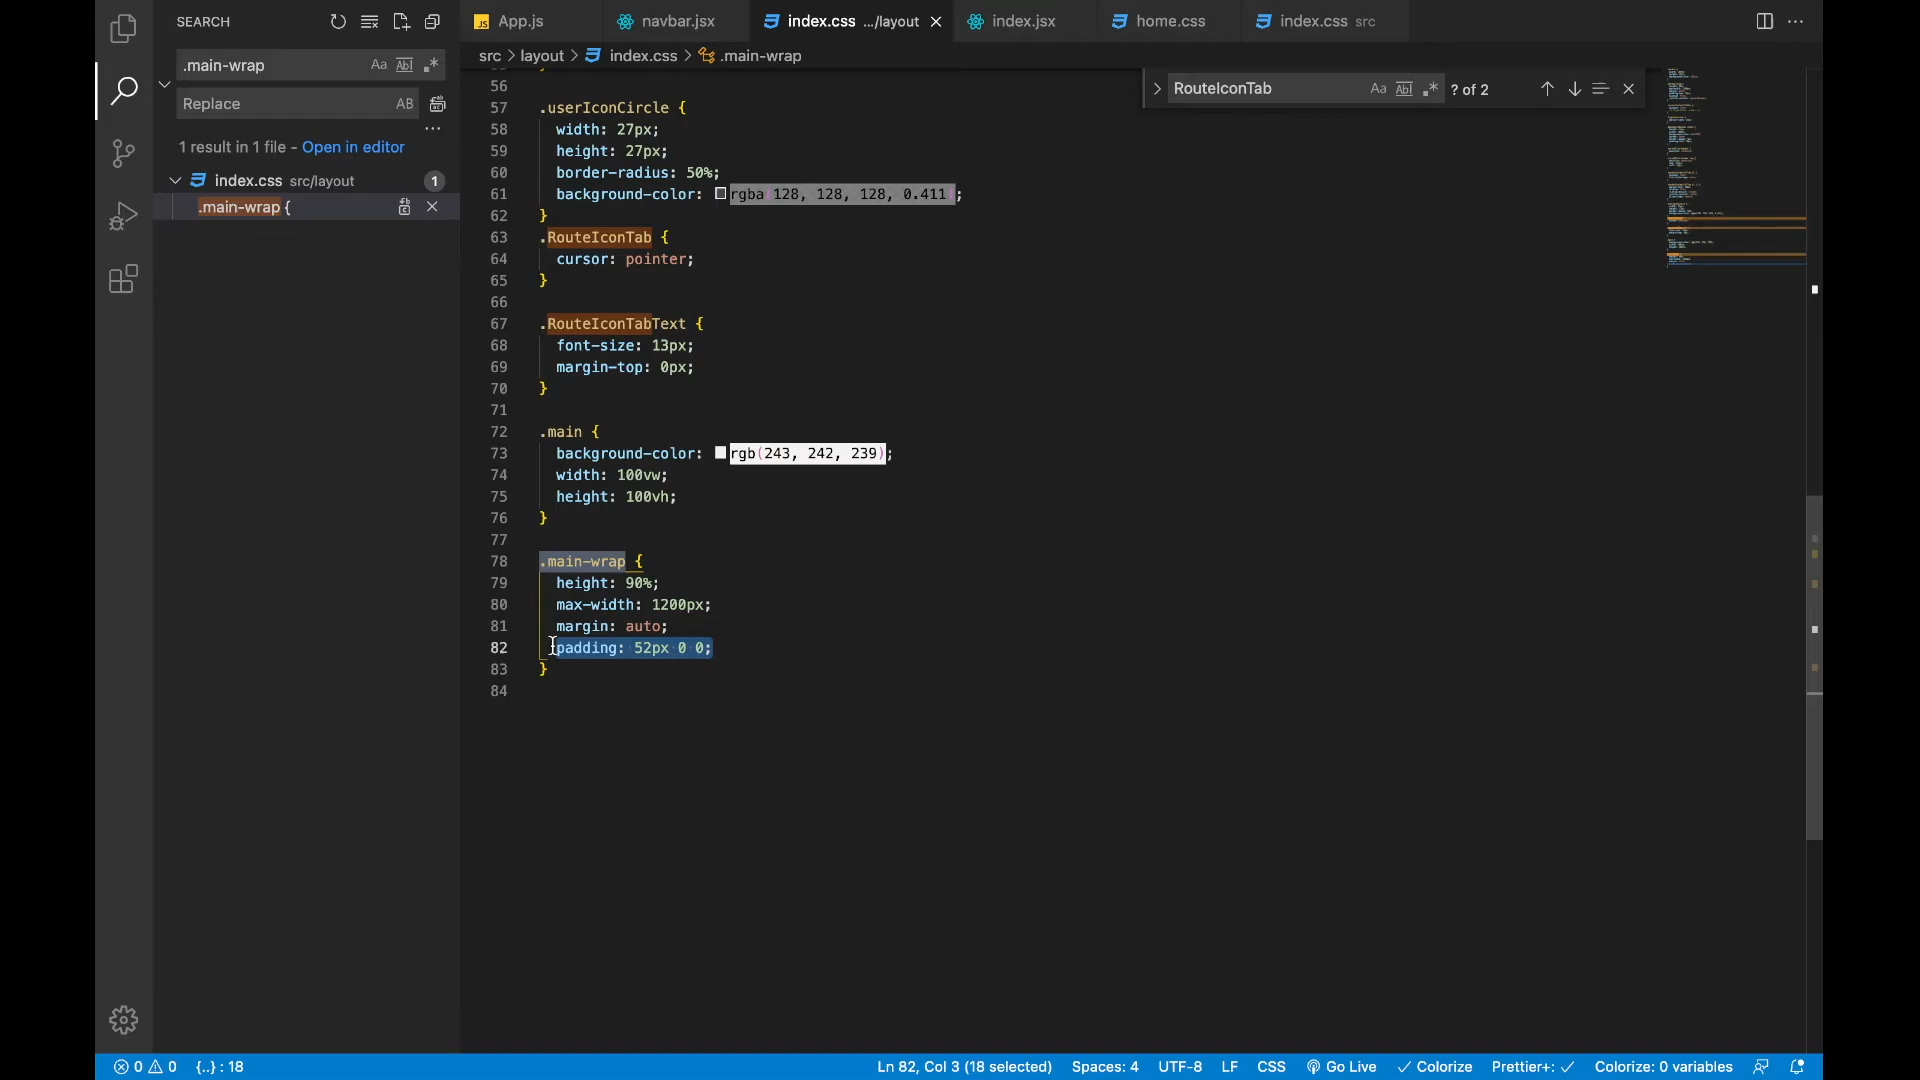 SEARCH
.main-wrap
Aa Abl .*
Replace
AB
1 result in 1 file - Open in editor
index.css src/layout
1
.main-wrap {
App.js
navbar.jsx
index.css .../layout
index.jsx
home.css
index.css src
src > layout > index.css > .main-wrap
RouteIconTab
Aa Abl .*
? of 2
56
57 .userIconCircle {
58 width: 27px;
59 height: 27px;
60 border-radius: 50%;
61 background-color: rgba(128, 128, 128, 0.411);
62 }
63 .RouteIconTab {
64 cursor: pointer;
65 }
66
67 .RouteIconTabText {
68 font-size: 13px;
69 margin-top: 0px;
70 }
71
72 .main {
73 background-color: rgb(243, 242, 239);
74 width: 100vw;
75 height: 100vh;
76 }
77
78 .main-wrap {
79 height: 90%;
80 max-width: 1200px;
81 margin: auto;
82 padding: 52px 0 0;
83 }
84
0 0 {..} : 18
Ln 82, Col 3 (18 selected)
Spaces: 4
UTF-8
LF
CSS
Go Live
Colorize
Prettier+:
Colorize: 0 variables